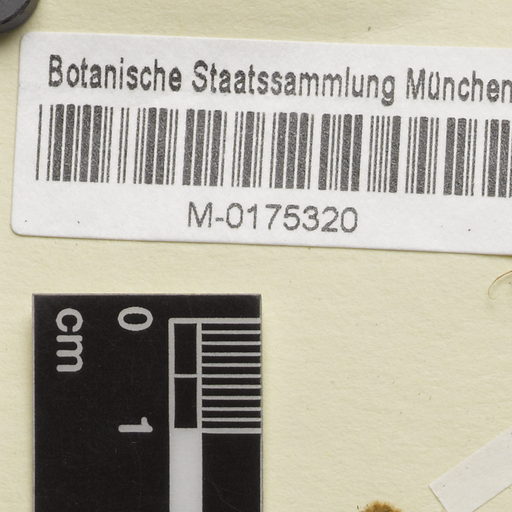 Botanische Staatssammlung München
M-0175320
cm
0
1